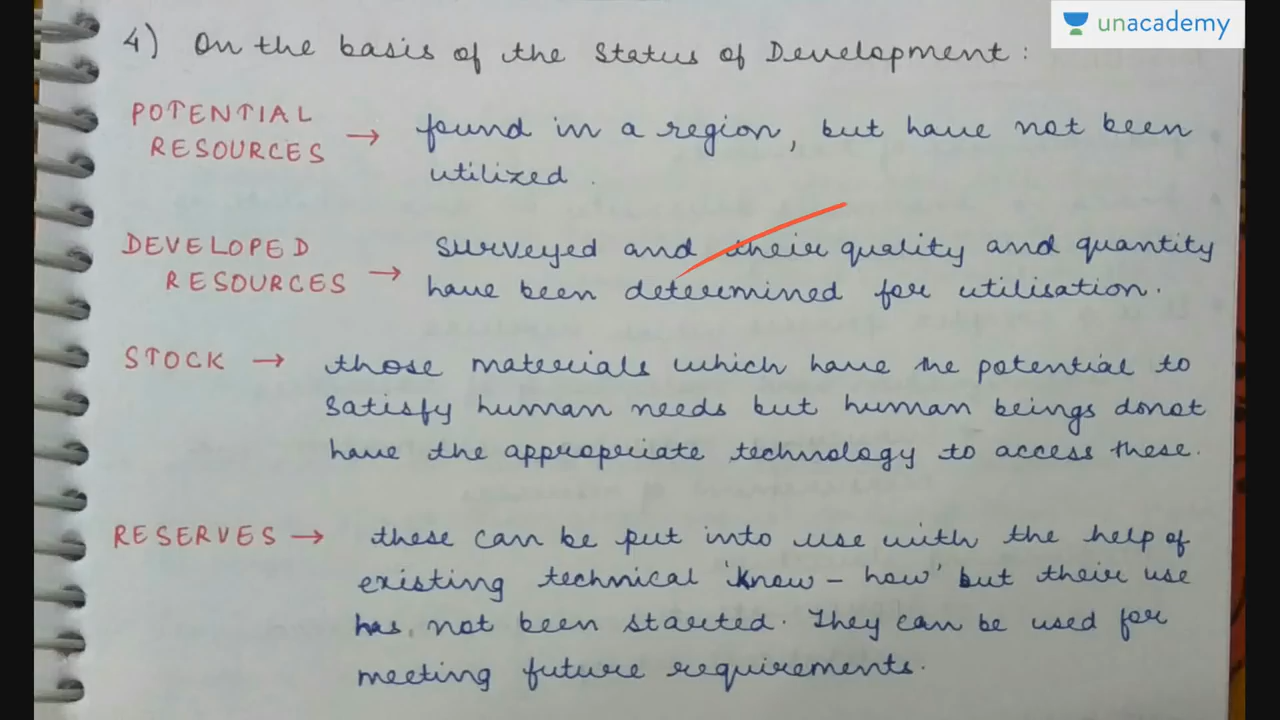 unacademy
4) On the basis of the Status of Development:
POTENTIAL RESOURCES → found in a region, but have not been
utilized.
DEVELOPED RESOURCES → surveyed and their quality and quantity
have been determined for utilisation.
STOCK → those materials which have the potential to
satisfy human needs but human beings donot
have the appropriate technology to access these.
RESERVES → these can be put into use with the help of
existing technical 'know-how' but their use
has not been started. They can be used for
meeting future requirements.